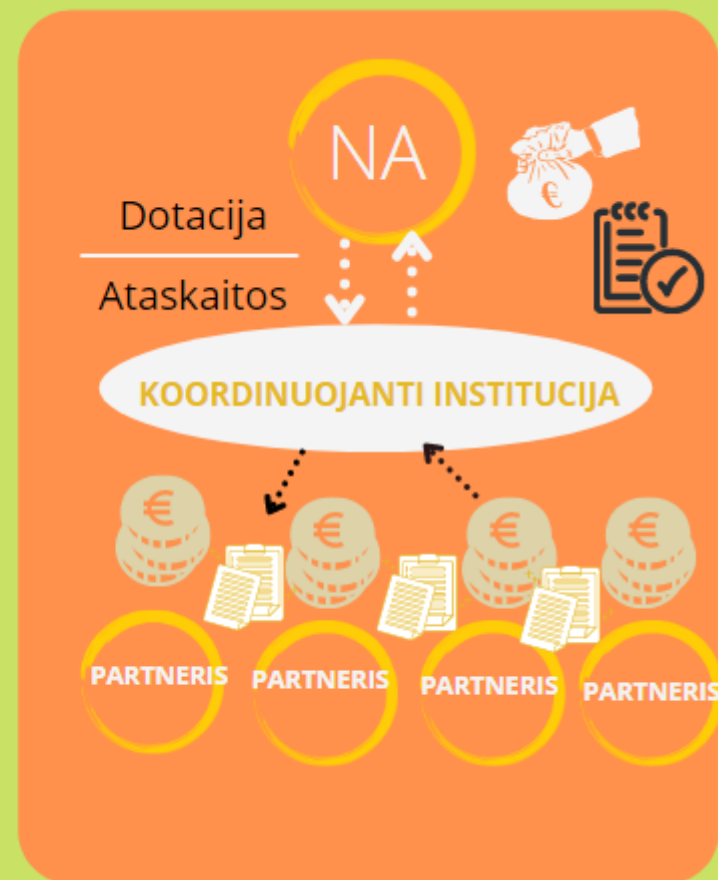 NA
€
Dotacija
Ataskaitos
KOORDINUOJANTI INSTITUCIJA
€ € € €
PARTNERIS PARTNERIS PARTNERIS PARTNERIS